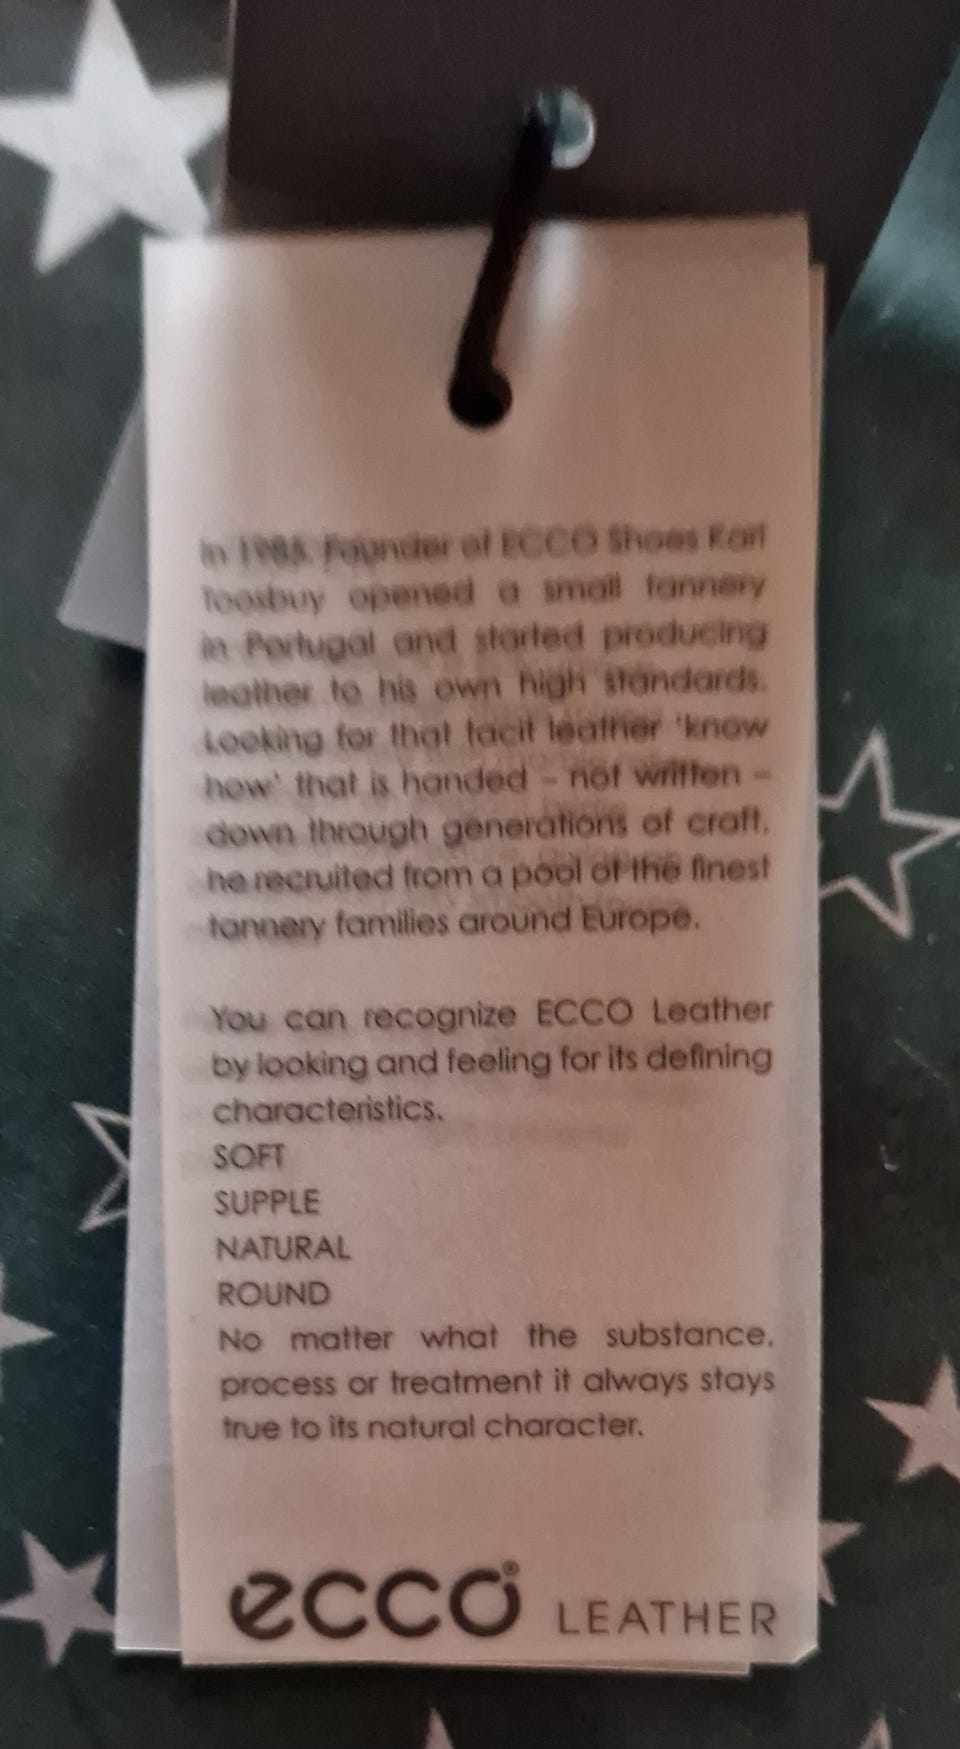 In 1985, Founder of ECCO Shoes Karl
Toosbuy opened a small tannery
in Portugal and started producing
leather to his own high standards.
Looking for that tacit leather ‘know
how’ that is handed – not written –
down through generations of craft,
he recruited from a pool of the finest
tannery families around Europe.
You can recognize ECCO Leather
by looking and feeling for its defining
characteristics.
SOFT
SUPPLE
NATURAL
ROUND
No matter what the substance,
process or treatment it always stays
true to its natural character.
ecco® LEATHER